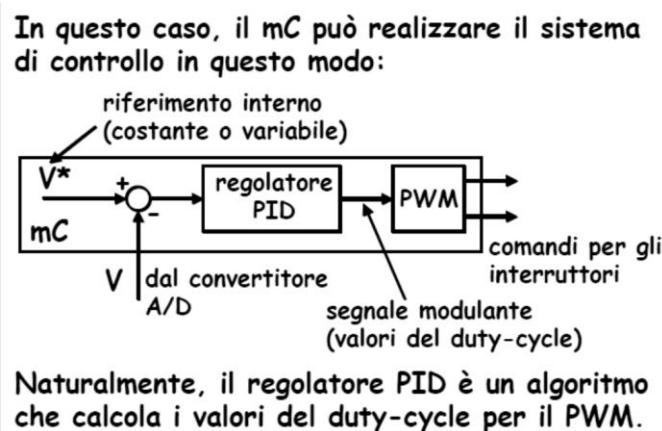 In questo caso, il mC può realizzare il sistema
di controllo in questo modo:
riferimento interno
(costante o variabile)
V*
+
-
regolatore
PID
PWM
mC
comandi per gli
interruttori
V
dal convertitore
A/D
segnale modulante
(valori del duty-cycle)
Naturalmente, il regolatore PID è un algoritmo
che calcola i valori del duty-cycle per il PWM.